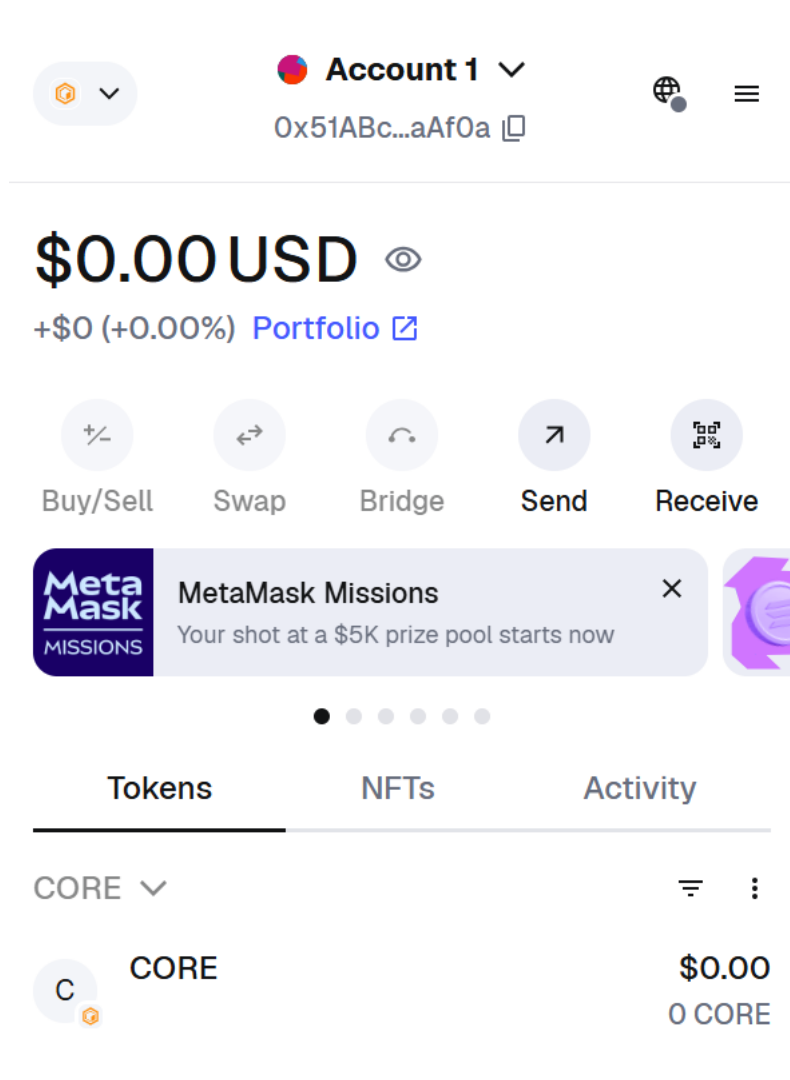 Account 1
0x51ABc...aAf0a
$0.00 USD
+$0 (+0.00%) Portfolio
Buy/Sell Swap Bridge Send Receive
Meta
Mask
MISSIONS
MetaMask Missions
Your shot at a $5K prize pool starts now
Tokens NFTs Activity
CORE
C CORE $0.00
0 CORE